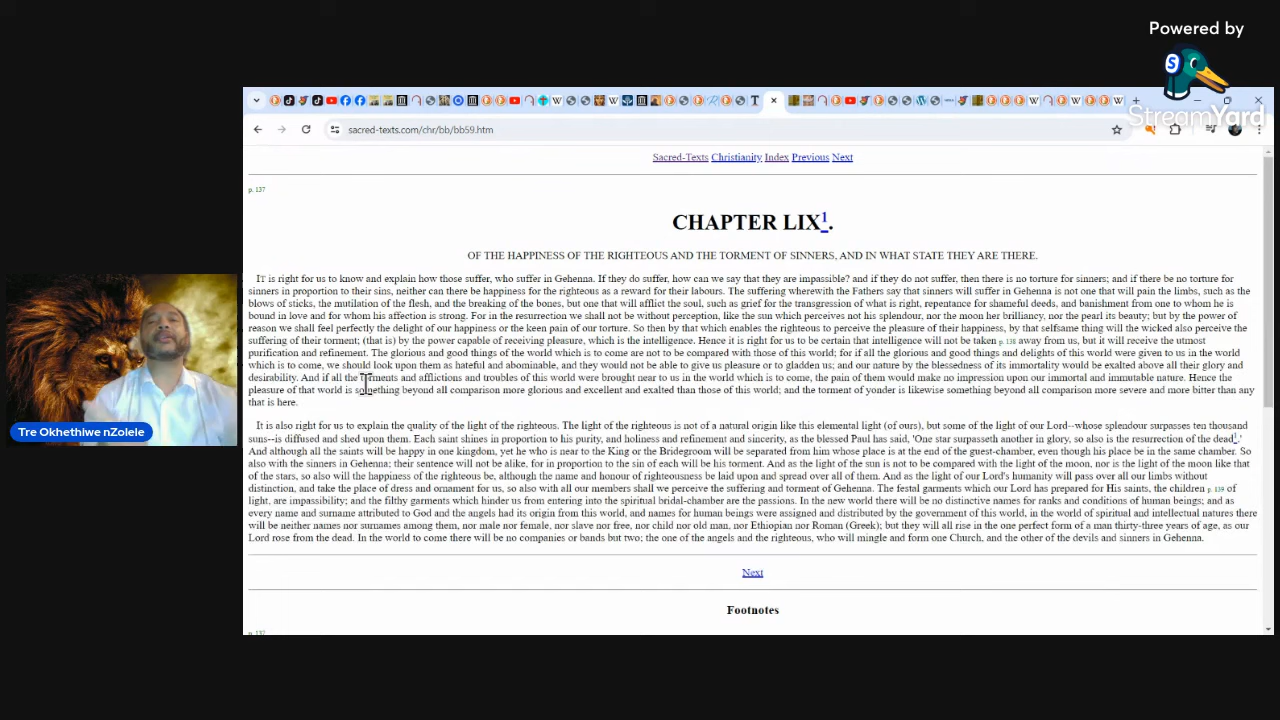 Powered by
StreamYard
sacred-texts.com/chr/bb/bb59.htm
Sacred-Texts Christianity Index Previous Next
p. 137
CHAPTER LIX1.
OF THE HAPPINESS OF THE RIGHTEOUS AND THE TORMENT OF SINNERS, AND IN WHAT STATE THEY ARE THERE.
IT is right for us to know and explain how those suffer, who suffer in Gehenna. If they do suffer, how can we say that they are impassible? and if they do not suffer, then there is no torture for sinners; and if there be no torture for
sinners in proportion to their sins, neither can there be happiness for the righteous as a reward for their labours. The suffering wherewith the Fathers say that sinners will suffer in Gehenna is not one that will pain the limbs, such as the
blows of sticks, the mutilation of the flesh, and the breaking of the bones, but one that will afflict the soul, such as grief for the transgression of what is right, repentance for shameful deeds, and banishment from one to whom he is
bound in love and for whom his affection is strong. For in the resurrection we shall not be without perception, like the sun which perceives not his splendour, nor the moon her brilliancy, nor the pearl its beauty; but by the power of
reason we shall feel perfectly the delight of our happiness or the keen pain of our torture. So then by that which enables the righteous to perceive the pleasure of their happiness, by that selfsame thing will the wicked also perceive the
suffering of their torment; (that is) by the power capable of receiving pleasure, which is the intelligence. Hence it is right for us to be certain that intelligence will not be taken p. 138 away from us, but it will receive the utmost
purification and refinement. The glorious and good things of the world which is to come are not to be compared with those of this world; for if all the glorious and good things and delights of this world were given to us in the world
which is to come, we should look upon them as hateful and abominable, and they would not be able to give us pleasure or to gladden us; and our nature by the blessedness of its immortality would be exalted above all their glory and
desirability. And if all the torments and afflictions and troubles of this world were brought near to us in the world which is to come, the pain of them would make no impression upon our immortal and immutable nature. Hence the
pleasure of that world is something beyond all comparison more glorious and excellent and exalted than those of this world; and the torment of yonder is likewise something beyond all comparison more severe and more bitter than any
that is here.
It is also right for us to explain the quality of the light of the righteous. The light of the righteous is not of a natural origin like this elemental light (of ours), but some of the light of our Lord--whose splendour surpasses ten thousand
suns--is diffused and shed upon them. Each saint shines in proportion to his purity, and holiness and refinement and sincerity, as the blessed Paul has said, 'One star surpasseth another in glory, so also is the resurrection of the dead1.'
And although all the saints will be happy in one kingdom, yet he who is near to the King or the Bridegroom will be separated from him whose place is at the end of the guest-chamber, even though his place be in the same chamber. So
also with the sinners in Gehenna; their sentence will not be alike, for in proportion to the sin of each will be his torment. And as the light of the sun is not to be compared with the light of the moon, nor is the light of the moon like that
of the stars, so also will the happiness of the righteous be, although the name and honour of righteousness be laid upon and spread over all of them. And as the light of our Lord's humanity will pass over all our limbs without
distinction, and take the place of dress and ornament for us, so also with all our members shall we perceive the suffering and torment of Gehenna. The festal garments which our Lord has prepared for His saints, the children p. 139 of
light, are impassibility; and the filthy garments which hinder us from entering into the spiritual bridal-chamber are the passions. In the new world there will be no distinctive names for ranks and conditions of human beings; and as
every name and surname attributed to God and the angels had its origin from this world, and names for human beings were assigned and distributed by the government of this world, in the world of spiritual and intellectual natures there
will be neither names nor surnames among them, nor male nor female, nor slave nor free, nor child nor old man, nor Ethiopian nor Roman (Greek); but they will all rise in the one perfect form of a man thirty-three years of age, as our
Lord rose from the dead. In the world to come there will be no companies or bands but two; the one of the angels and the righteous, who will mingle and form one Church, and the other of the devils and sinners in Gehenna.
Next
Footnotes
p. 137
Tre Okhethiwe nZolele